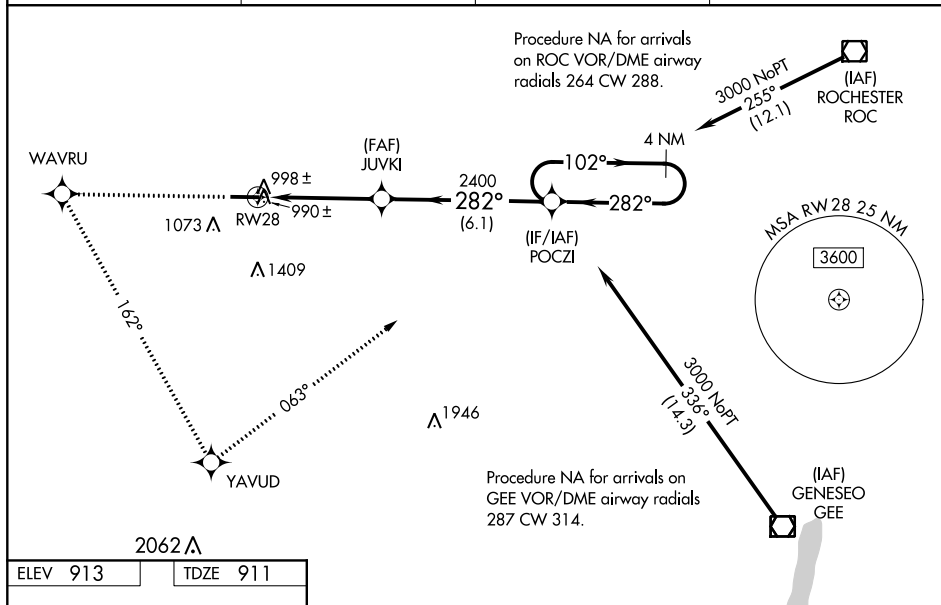 Procedure NA for arrivals
on ROC VOR/DME airway
radials 264 CW 288.
3000 NoPT
255°
(12.1)
(IAF)
ROCHESTER
ROC
4 NM
102°
282°
WAVRU
(FAF)
JUVKI
2400
282°
(6.1)
(IF/IAF)
POCZI
998 ±
990 ±
RW28
1073
1409
MSA RW 28 25 NM
3600
162°
063°
YAVUD
1946
3000 NoPT
336°
(14.3)
Procedure NA for arrivals on
GEE VOR/DME airway radials
287 CW 314.
(IAF)
GENESEO
GEE
2062
ELEV 913
TDZE 911